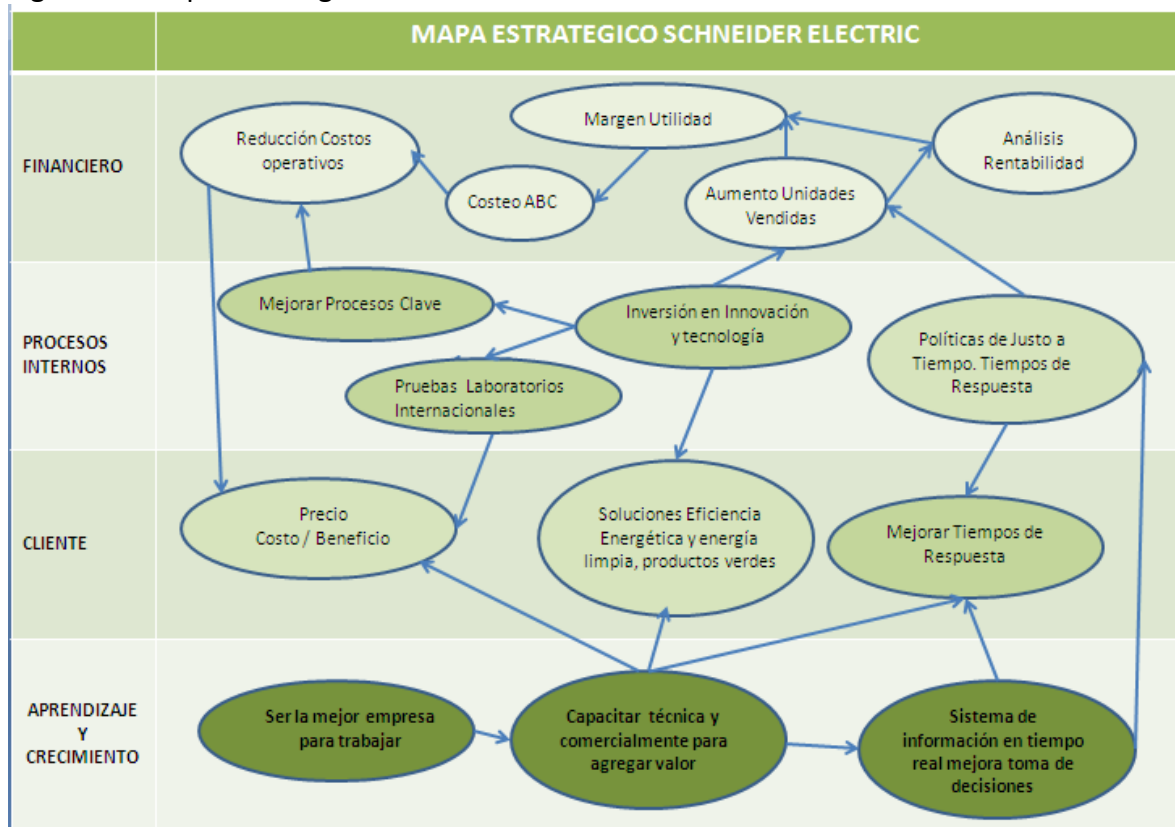 MAPA ESTRATEGICO SCHNEIDER ELECTRIC
FINANCIERO
Reducción Costos
operativos
Margen Utilidad
Costeo ABC
Aumento Unidades
Vendidas
Análisis
Rentabilidad
PROCESOS
INTERNOS
Mejorar Procesos Clave
Pruebas Laboratorios
Internacionales
Inversión en Innovación
y tecnología
Políticas de Justo a
Tiempo. Tiempos de
Respuesta
CLIENTE
Precio
Costo / Beneficio
Soluciones Eficiencia
Energética y energía
limpia, productos verdes
Mejorar Tiempos de
Respuesta
APRENDIZAJE
Y
CRECIMIENTO
Ser la mejor empresa
para trabajar
Capacitar técnica y
comercialmente para
agregar valor
Sistema de
información en tiempo
real mejora toma de
decisiones